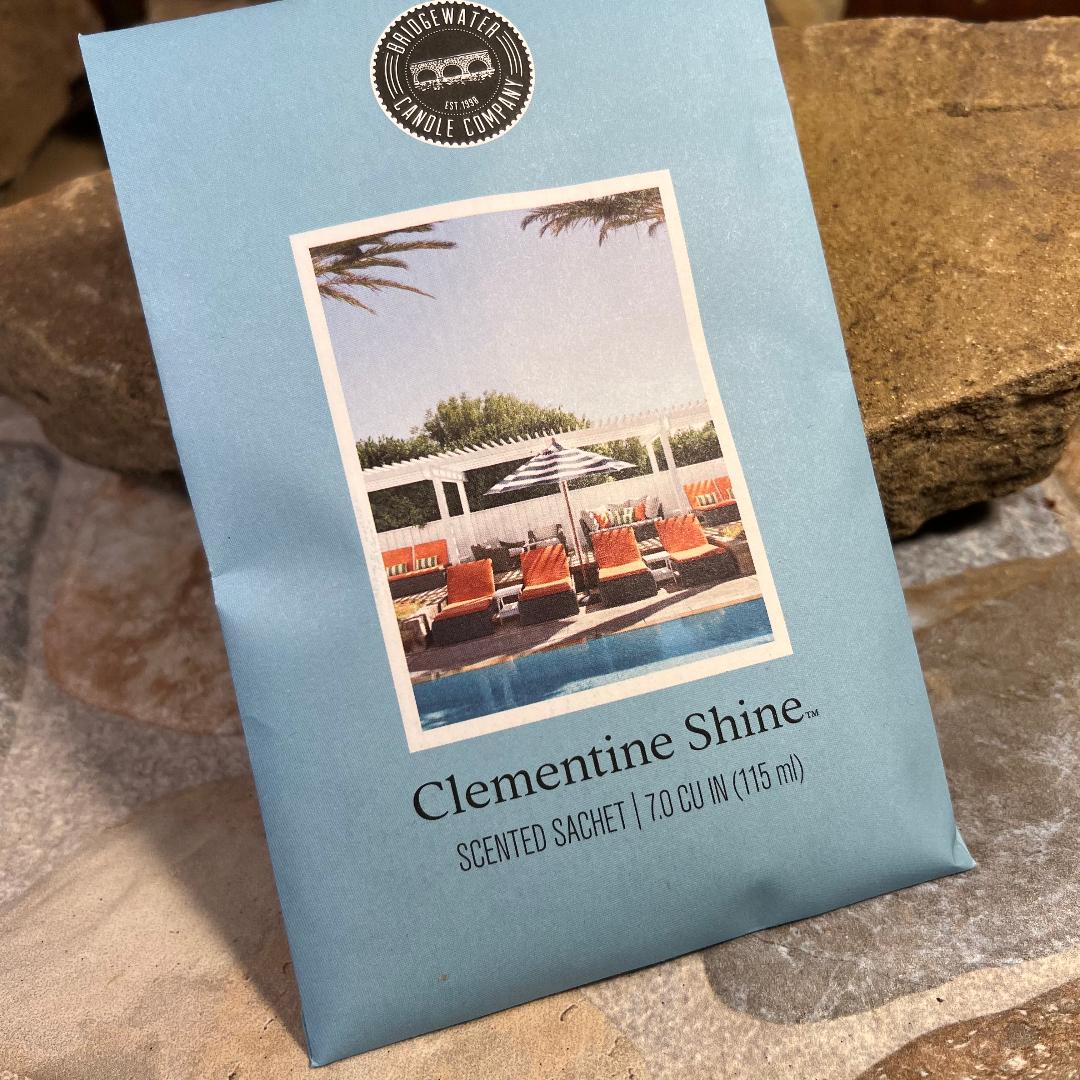 BRIDGEWATER
EST. 1998
CANDLE COMPANY
Clementine Shine™
SCENTED SACHET | 7.0 CU IN (115 ml)